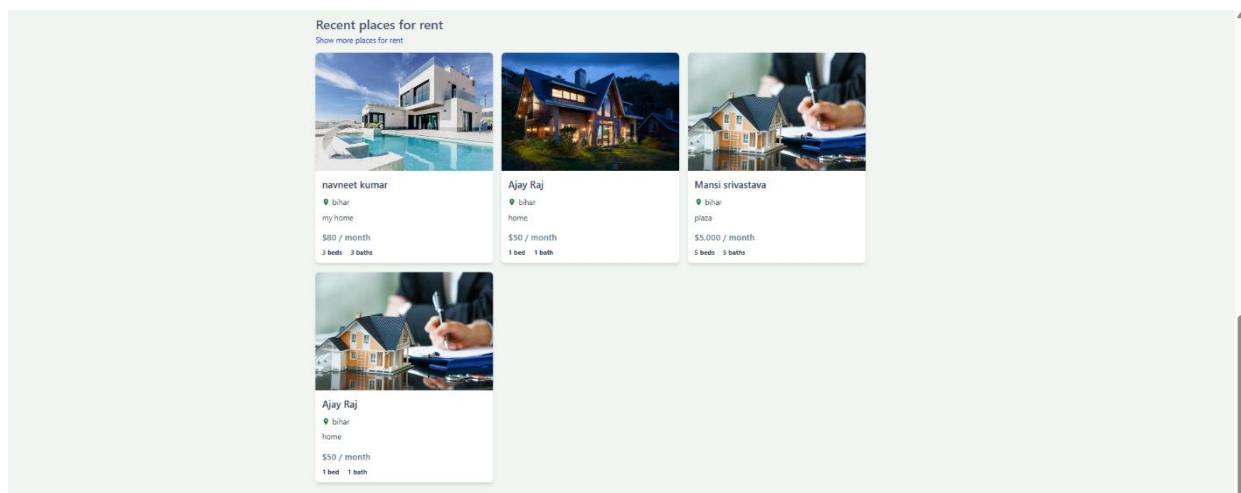 Recent places for rent
Show more places for rent
navneet kumar
bihar
my home
$80 / month
3 beds 3 baths
Ajay Raj
bihar
home
$50 / month
1 bed 1 bath
Mansi srivastava
bihar
plaza
$5,000 / month
5 beds 5 baths
Ajay Raj
bihar
home
$50 / month
1 bed 1 bath